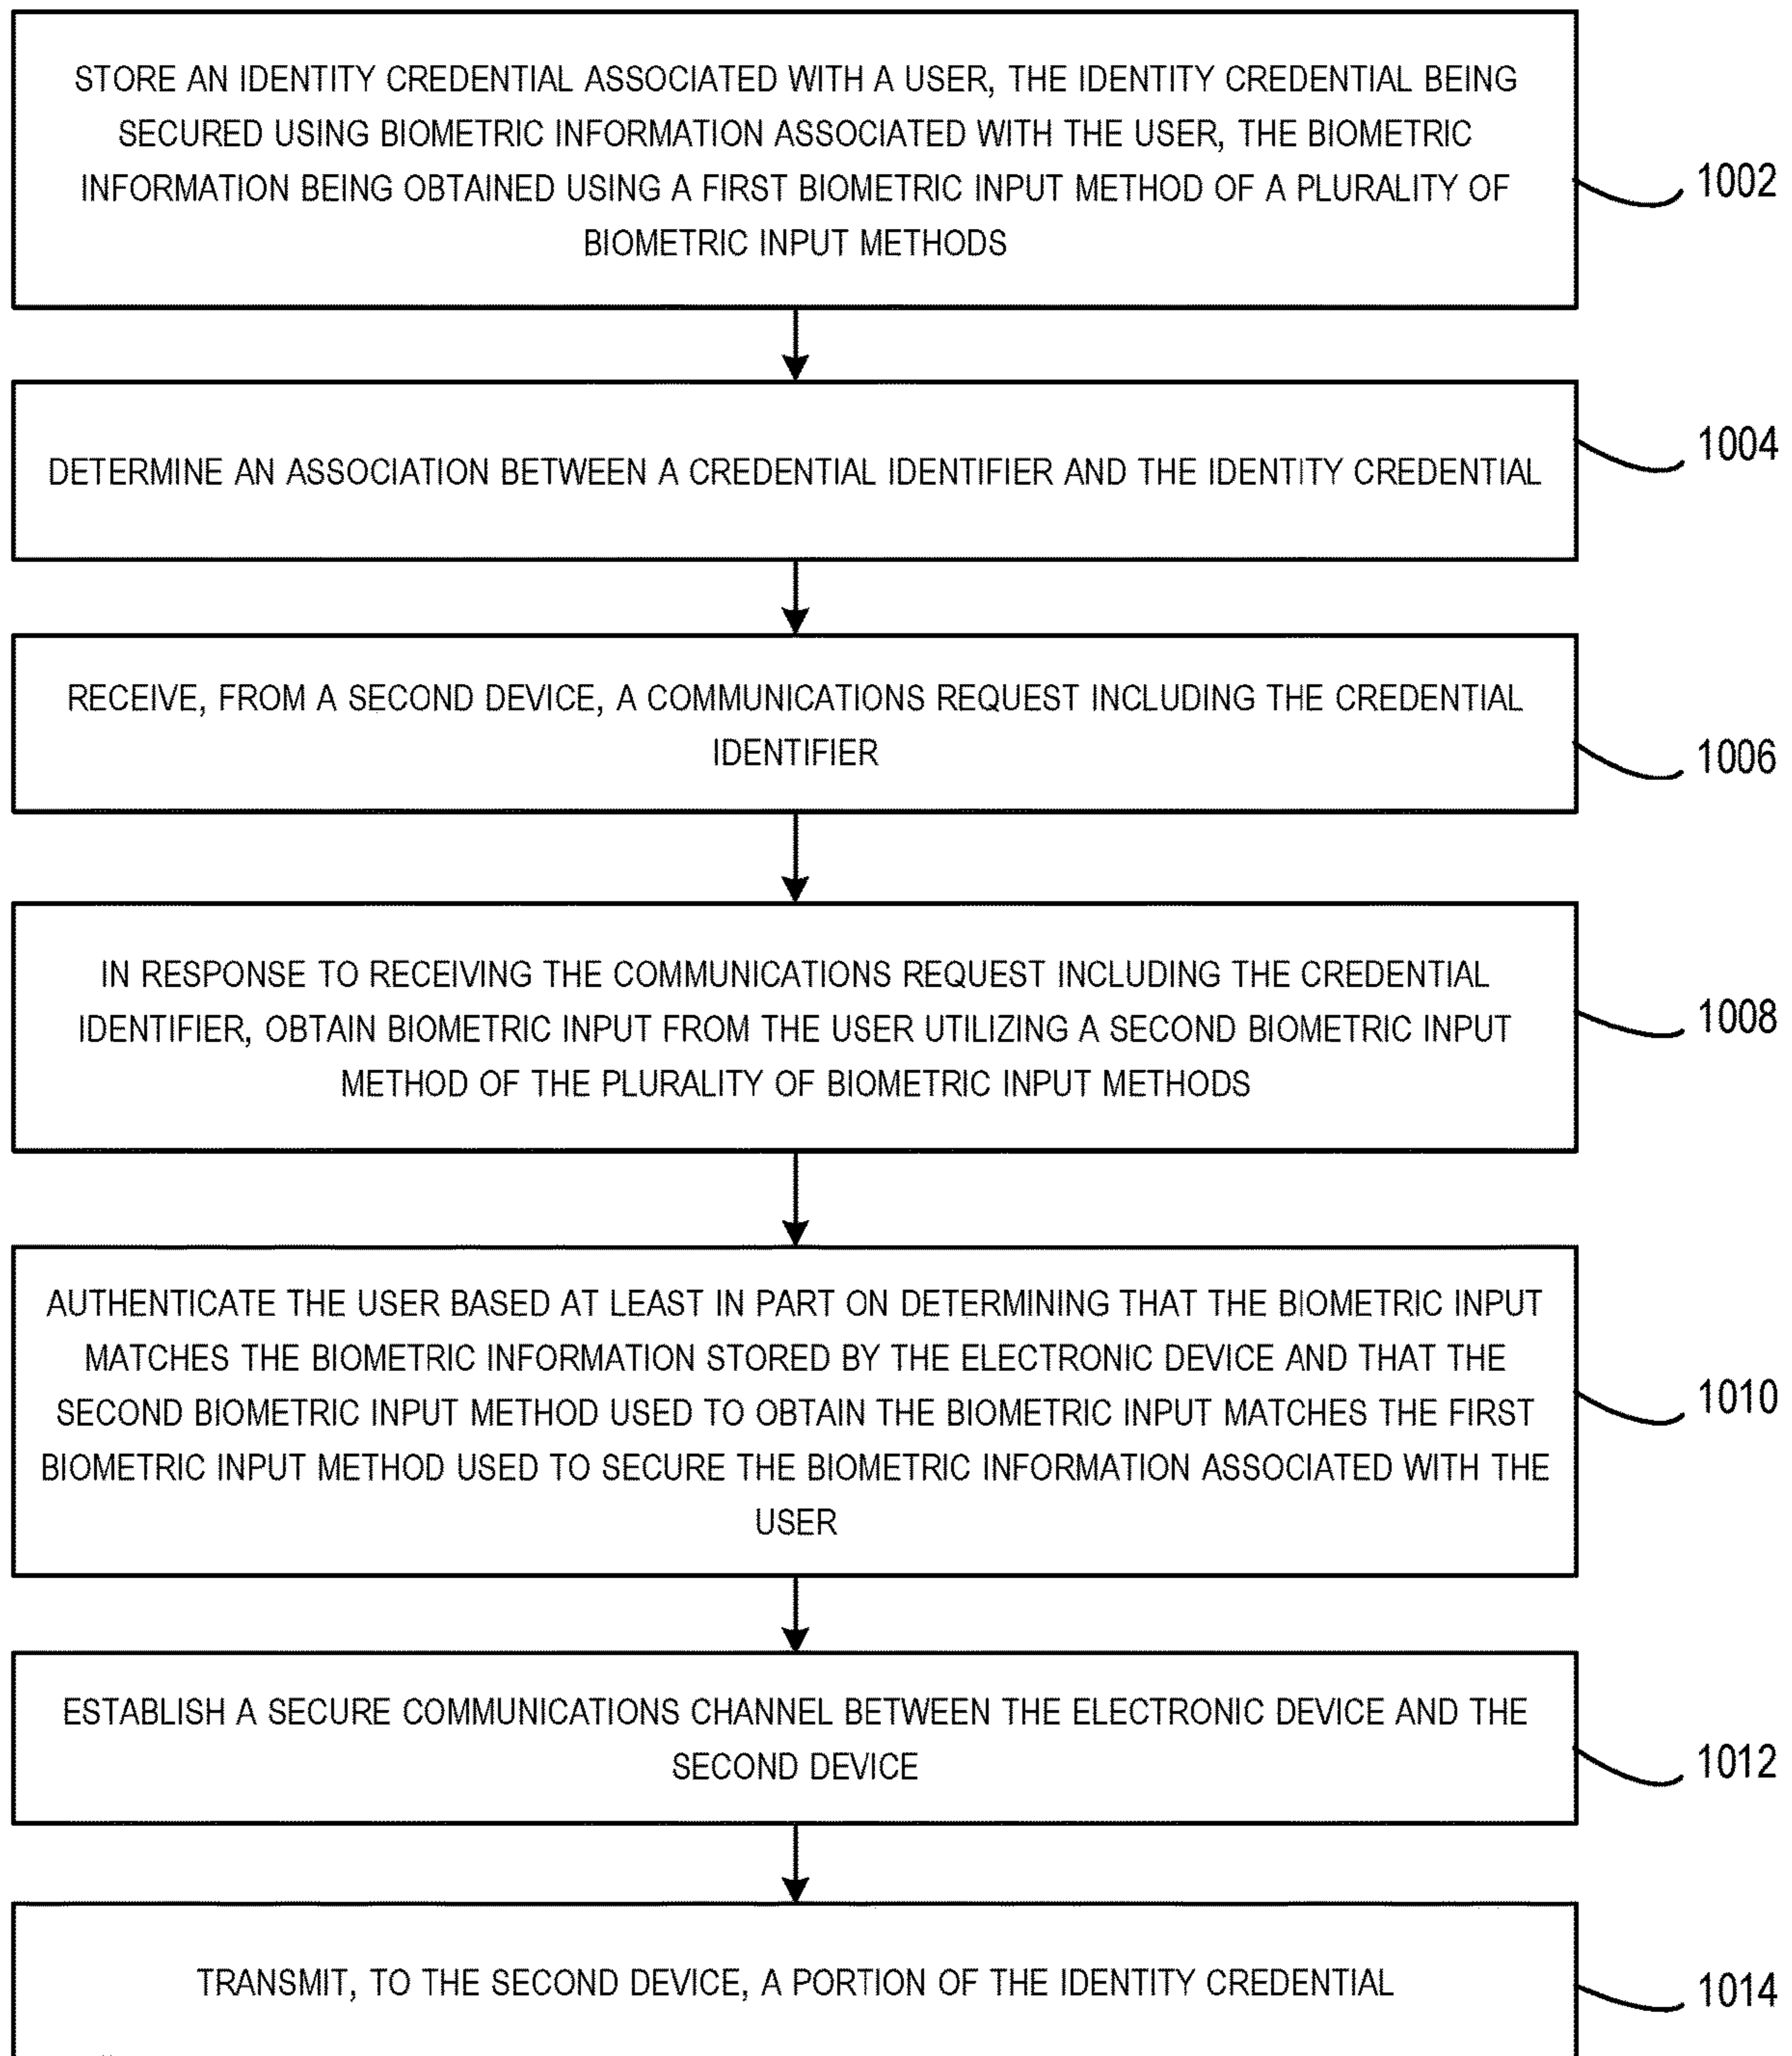 STORE AN IDENTITY CREDENTIAL ASSOCIATED WITH A USER, THE IDENTITY CREDENTIAL BEING
SECURED USING BIOMETRIC INFORMATION ASSOCIATED WITH THE USER, THE BIOMETRIC
INFORMATION BEING OBTAINED USING A FIRST BIOMETRIC INPUT METHOD OF A PLURALITY OF
BIOMETRIC INPUT METHODS
1002
DETERMINE AN ASSOCIATION BETWEEN A CREDENTIAL IDENTIFIER AND THE IDENTITY CREDENTIAL
1004
RECEIVE, FROM A SECOND DEVICE, A COMMUNICATIONS REQUEST INCLUDING THE CREDENTIAL
IDENTIFIER
1006
IN RESPONSE TO RECEIVING THE COMMUNICATIONS REQUEST INCLUDING THE CREDENTIAL
IDENTIFIER, OBTAIN BIOMETRIC INPUT FROM THE USER UTILIZING A SECOND BIOMETRIC INPUT
METHOD OF THE PLURALITY OF BIOMETRIC INPUT METHODS
1008
AUTHENTICATE THE USER BASED AT LEAST IN PART ON DETERMINING THAT THE BIOMETRIC INPUT
MATCHES THE BIOMETRIC INFORMATION STORED BY THE ELECTRONIC DEVICE AND THAT THE
SECOND BIOMETRIC INPUT METHOD USED TO OBTAIN THE BIOMETRIC INPUT MATCHES THE FIRST
BIOMETRIC INPUT METHOD USED TO SECURE THE BIOMETRIC INFORMATION ASSOCIATED WITH THE
USER
1010
ESTABLISH A SECURE COMMUNICATIONS CHANNEL BETWEEN THE ELECTRONIC DEVICE AND THE
SECOND DEVICE
1012
TRANSMIT, TO THE SECOND DEVICE, A PORTION OF THE IDENTITY CREDENTIAL
1014